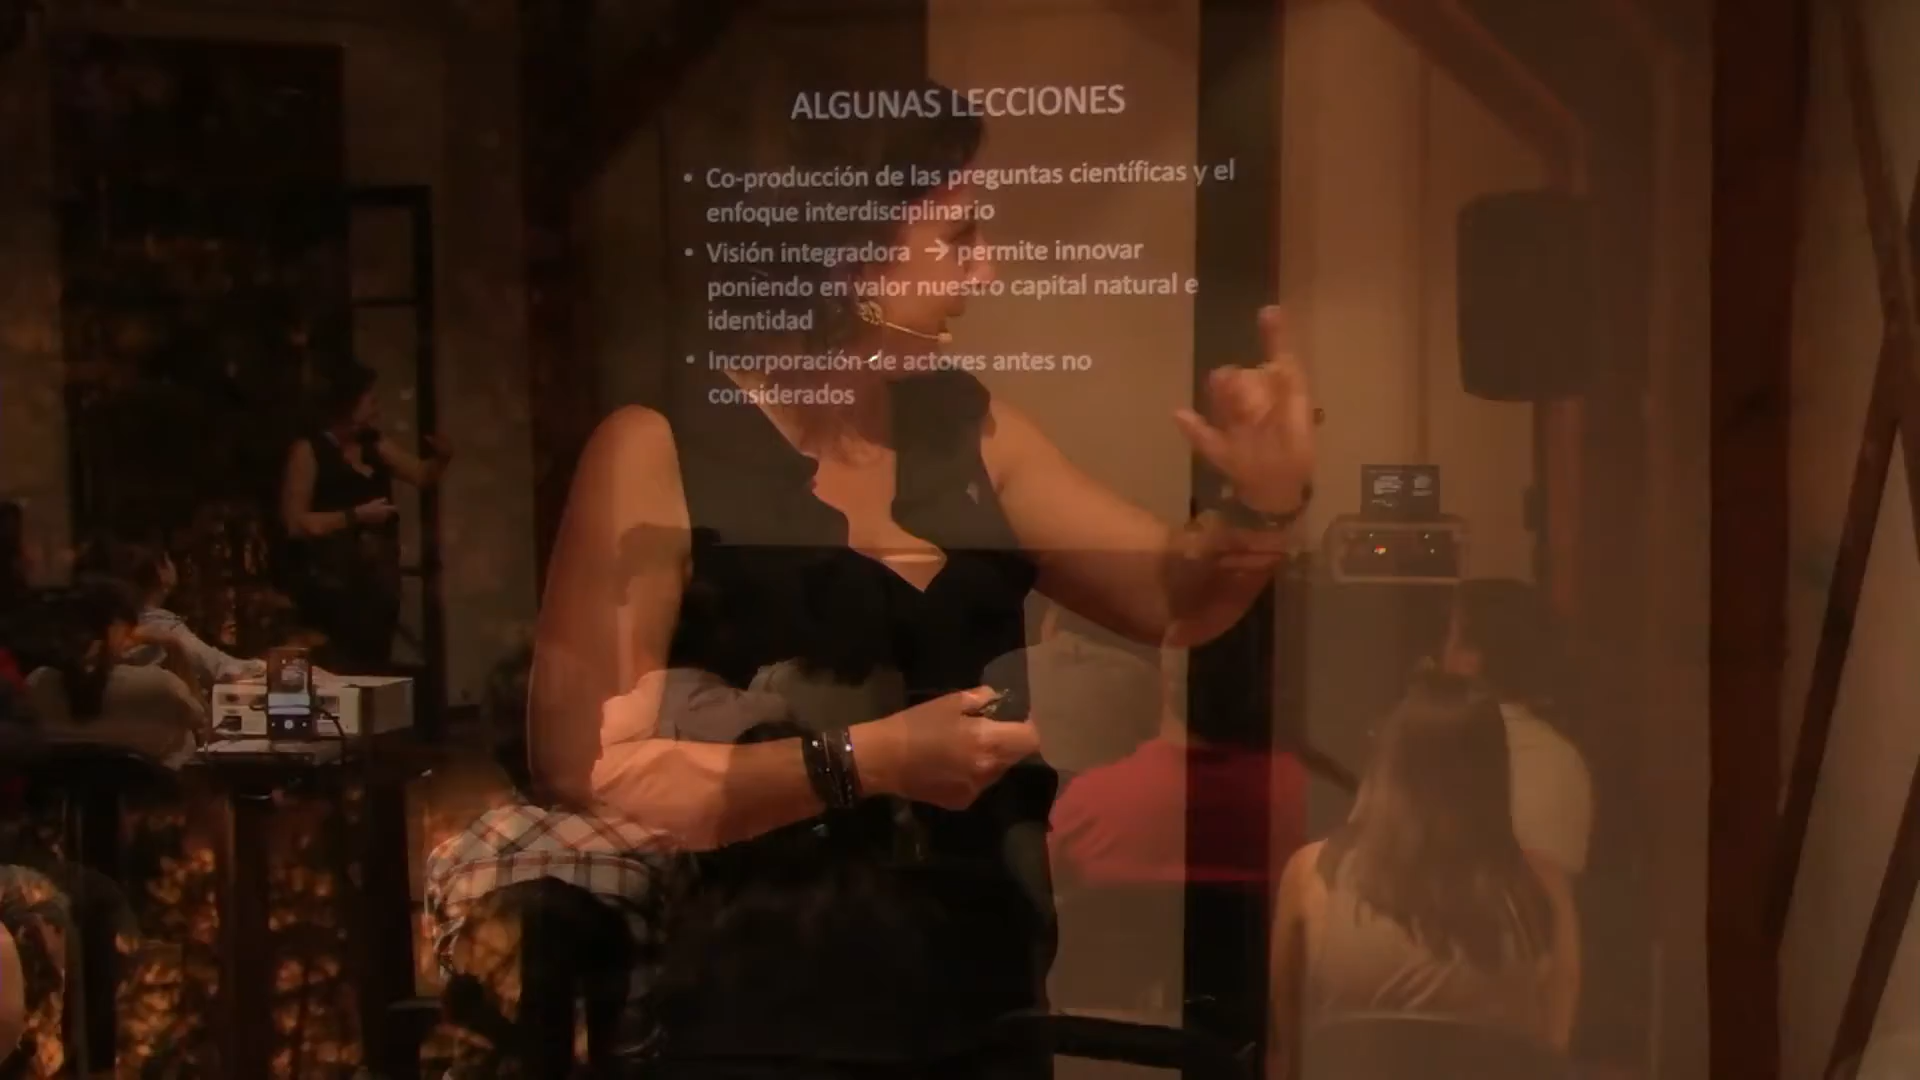 ALGUNAS LECCIONES
• Co-producción de las preguntas científicas y el
enfoque interdisciplinario
• Visión integradora → permite innovar
poniendo en valor nuestro capital natural e
identidad
• Incorporación de actores antes no
considerados